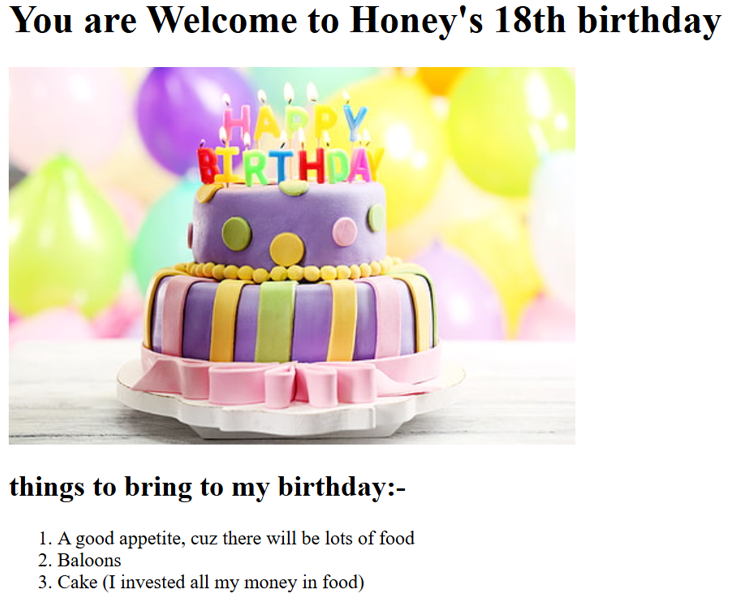 You are Welcome to Honey's 18th birthday
HAPPY
BIRTHDAY
things to bring to my birthday:-
1. A good appetite, cuz there will be lots of food
2. Baloons
3. Cake (I invested all my money in food)